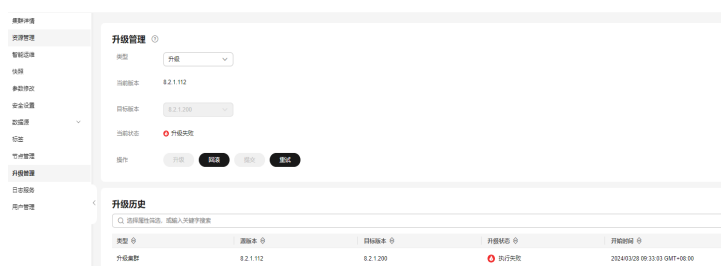 集群详情
资源管理
智能运维
快照
参数修改
安全设置
数据源
标签
节点管理
升级管理
日志服务
用户管理
升级管理
类型 升级
当前版本 8.2.1.112
目标版本 8.2.1.200
当前状态 升级失败
操作 升级 回滚 提交 重试
升级历史
选择属性筛选，或输入关键字搜索
类型 源版本 目标版本 升级状态 开始时间
升级集群 8.2.1.112 8.2.1.200 执行失败 2024/03/28 09:33:03 GMT+08:00